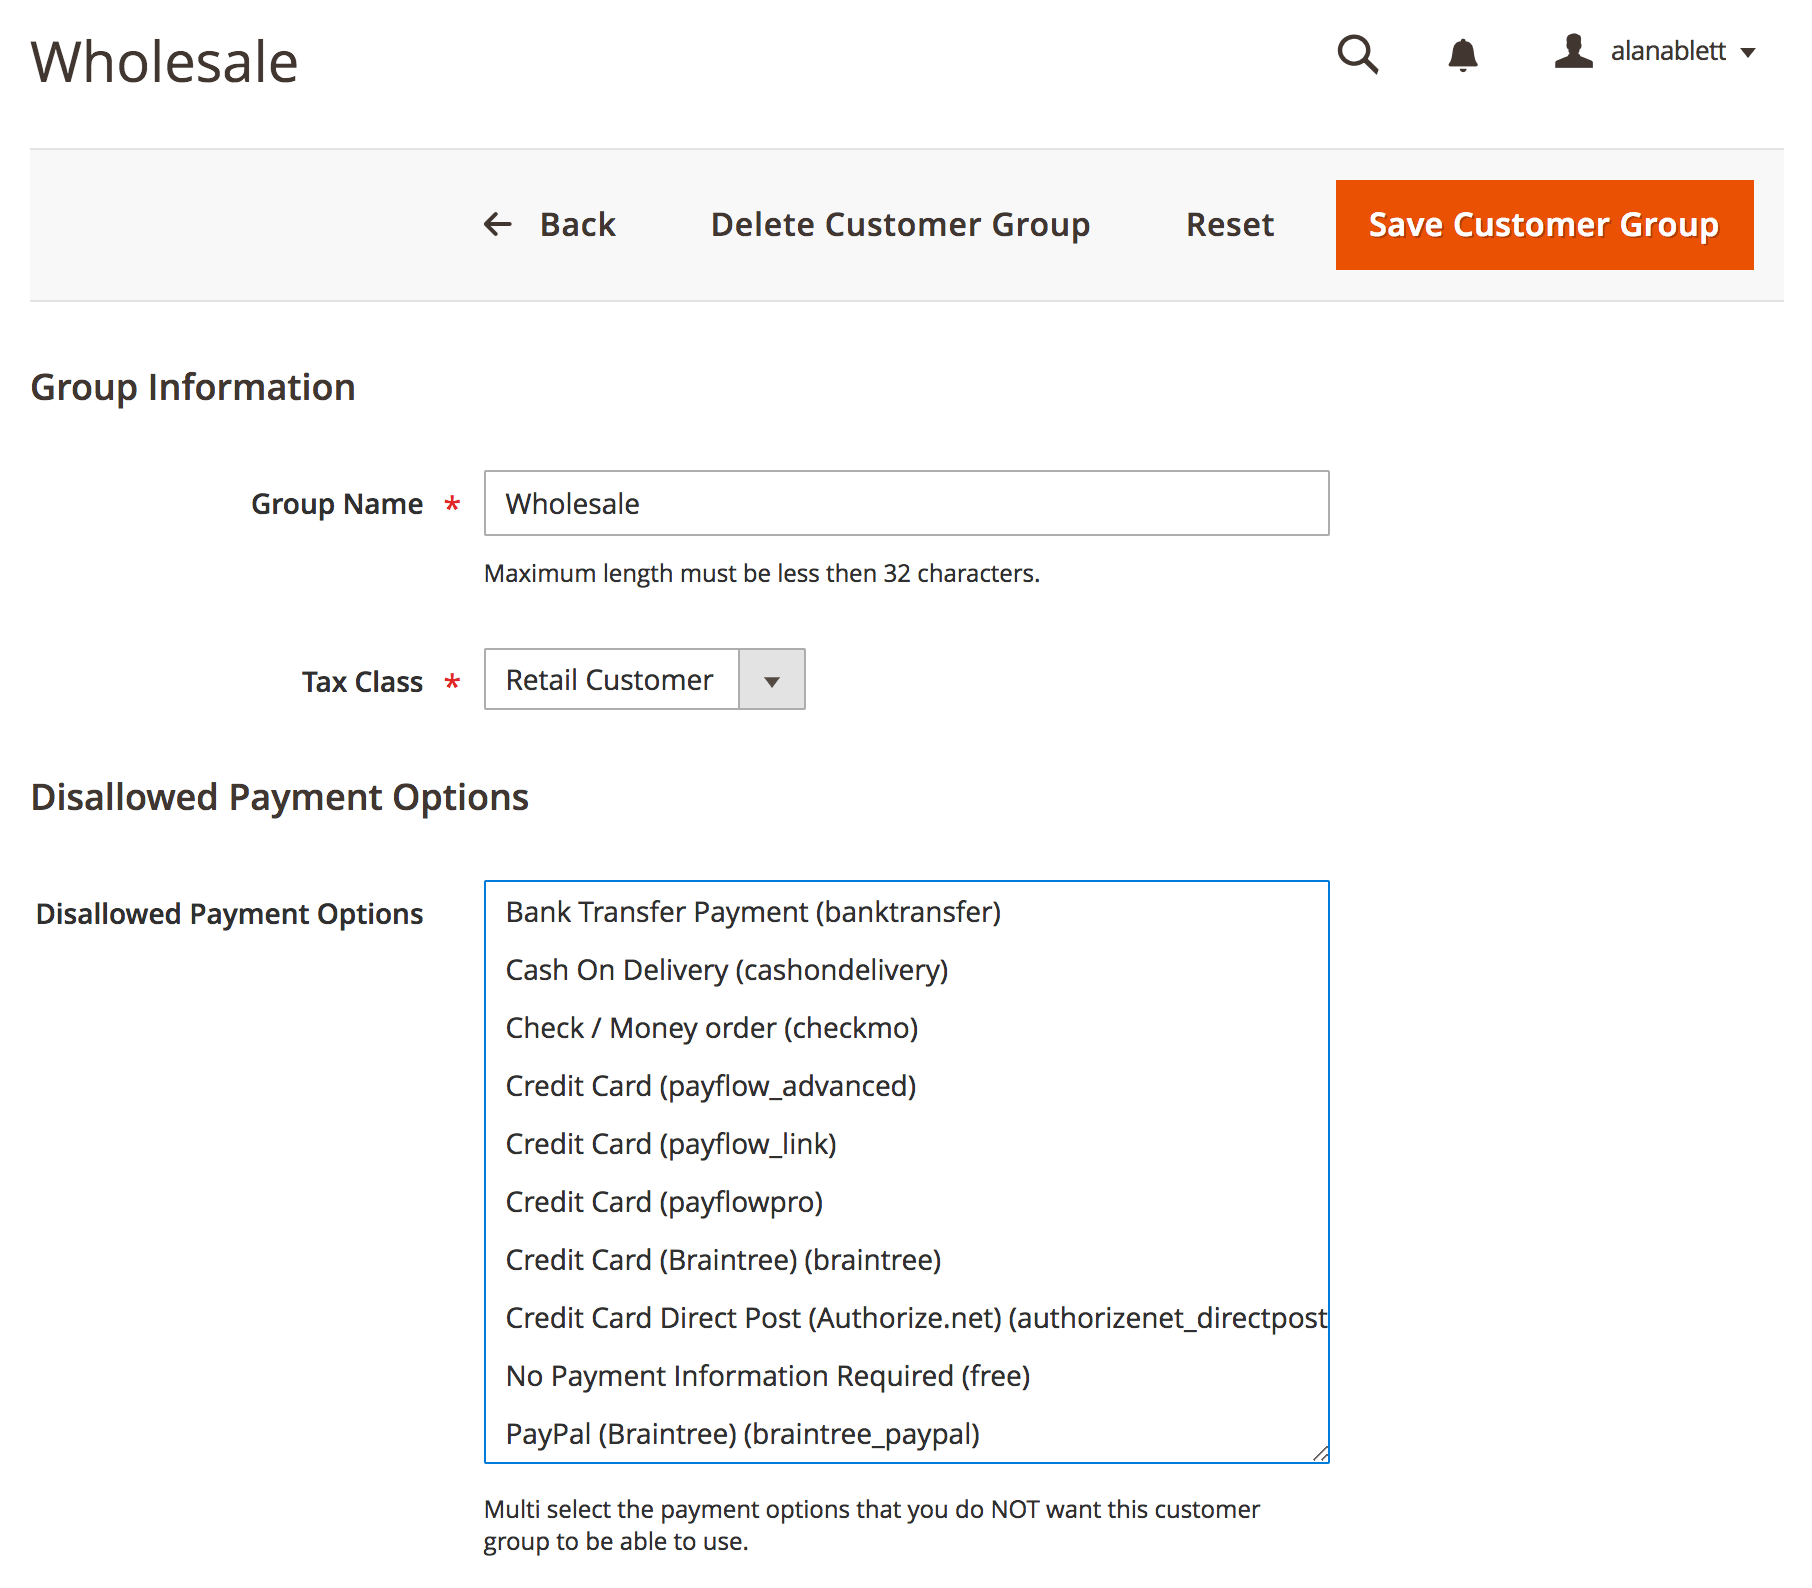 Wholesale
alanablett
Back
Delete Customer Group
Reset
Save Customer Group
Group Information
Group Name *
Wholesale
Maximum length must be less then 32 characters.
Tax Class *
Retail Customer
Disallowed Payment Options
Disallowed Payment Options
Bank Transfer Payment (banktransfer)
Cash On Delivery (cashondelivery)
Check / Money order (checkmo)
Credit Card (payflow_advanced)
Credit Card (payflow_link)
Credit Card (payflowpro)
Credit Card (Braintree) (braintree)
Credit Card Direct Post (Authorize.net) (authorizenet_directpost
No Payment Information Required (free)
PayPal (Braintree) (braintree_paypal)
Multi select the payment options that you do NOT want this customer
group to be able to use.